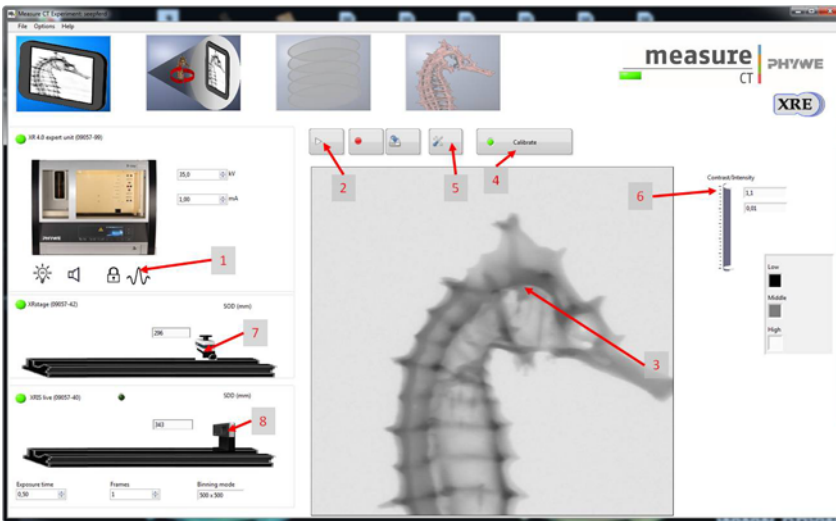 Measure CT Experiment: seepferd
File Options Help
measure
CT
PHYWE
XRE
XR 4.0 expert unit (09057-99)
35,0 kV
1,00 mA
PHYWE
1
2
5
4
Calibrate
Contrast/Intensity
6
1,1
0,01
Low
Middle
High
3
XRstage (09057-42)
SOD (mm)
296
7
XRIS live (09057-40)
SDD (mm)
343
8
Exposure time
Frames
Binning mode
0,50
1
500 x 500